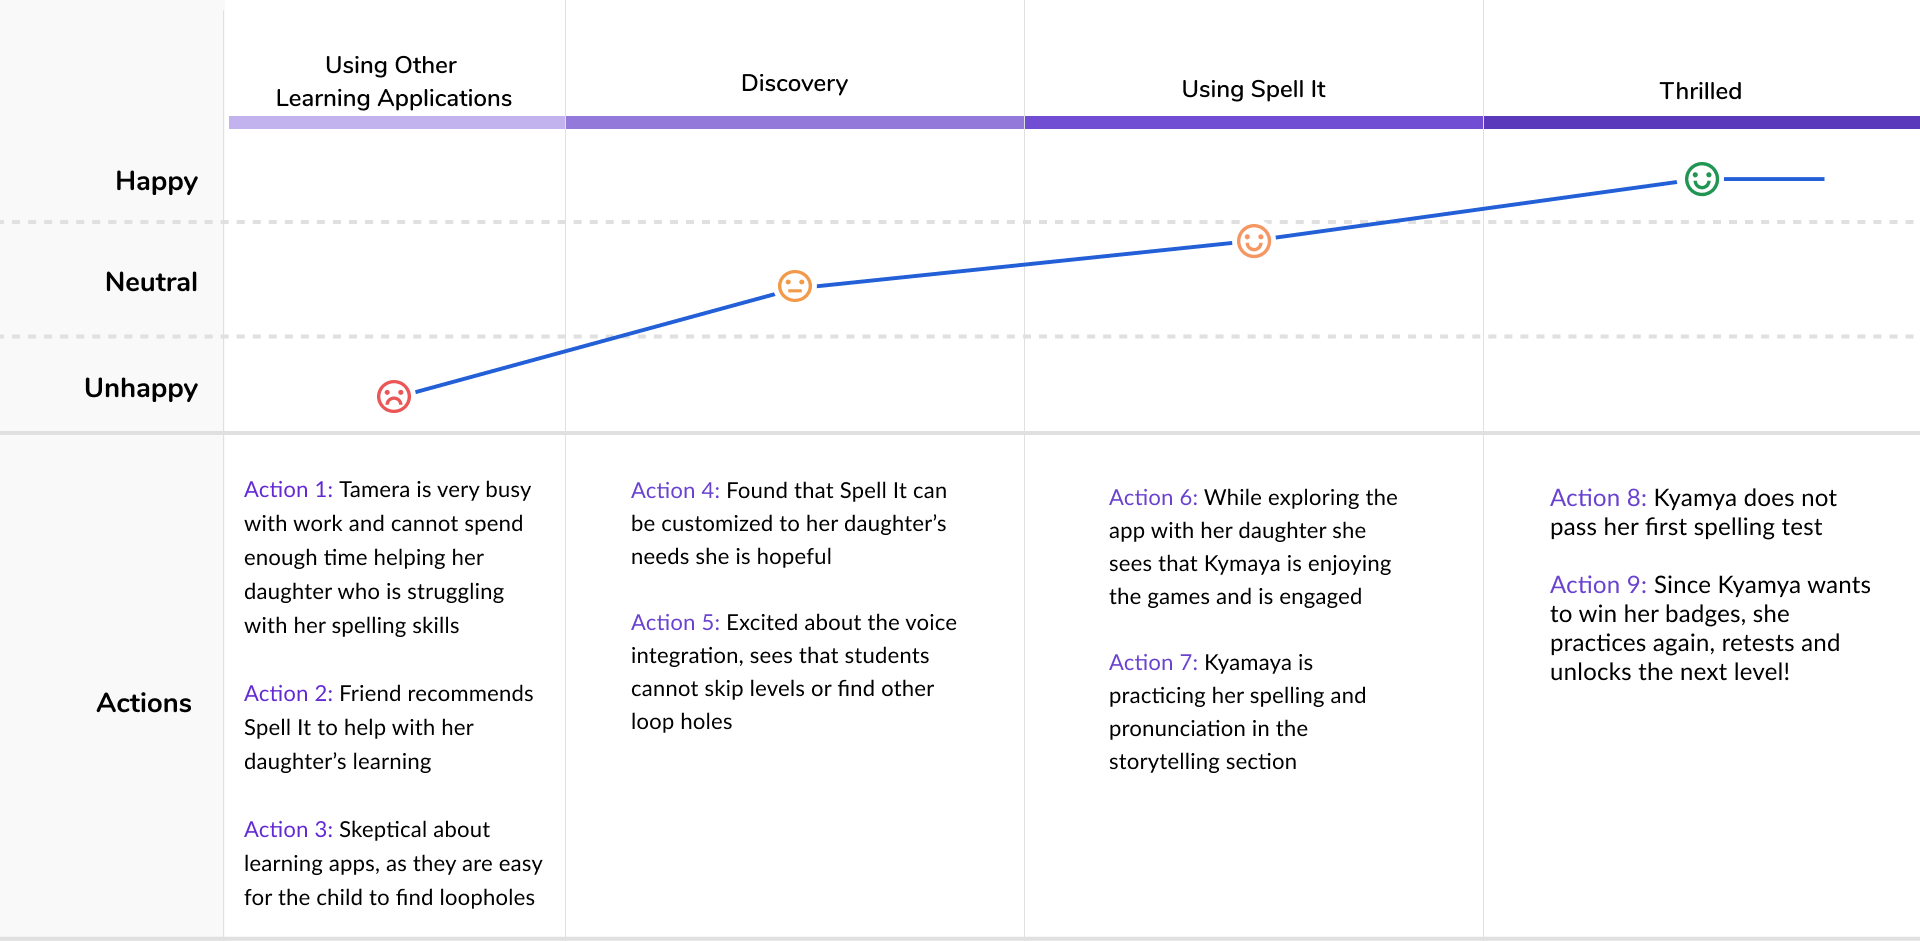 Using Other
Learning Applications
Discovery
Using Spell It
Thrilled
Happy
Neutral
Unhappy
Actions
Action 1: Tamera is very busy
with work and cannot spend
enough time helping her
daughter who is struggling
with her spelling skills
Action 2: Friend recommends
Spell It to help with her
daughter’s learning
Action 3: Skeptical about
learning apps, as they are easy
for the child to find loopholes
Action 4: Found that Spell It can
be customized to her daughter’s
needs she is hopeful
Action 5: Excited about the voice
integration, sees that students
cannot skip levels or find other
loop holes
Action 6: While exploring the
app with her daughter she
sees that Kymaya is enjoying
the games and is engaged
Action 7: Kyamaya is
practicing her spelling and
pronunciation in the
storytelling section
Action 8: Kyamya does not
pass her first spelling test
Action 9: Since Kyamya wants
to win her badges, she
practices again, retests and
unlocks the next level!